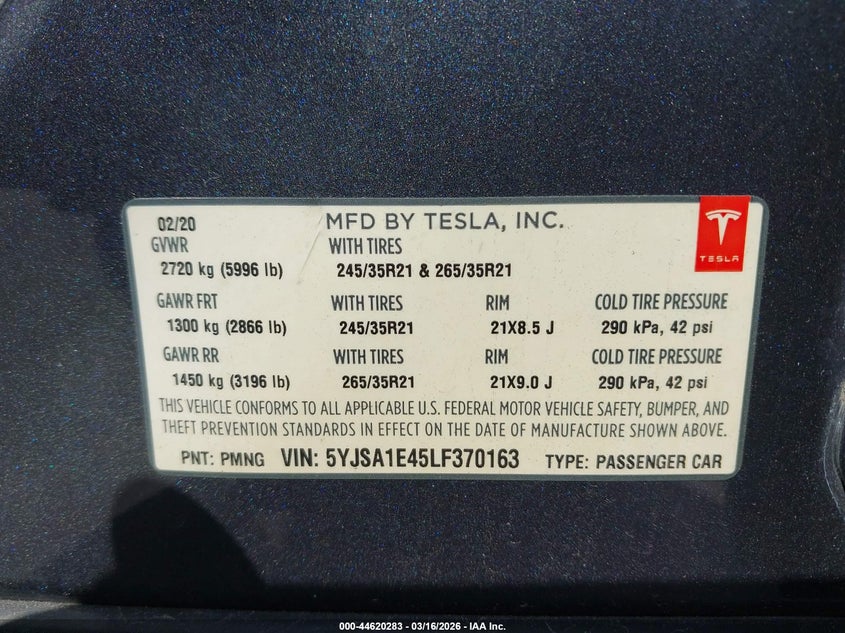 02/20 MFD BY TESLA, INC.
TESLA
GVWR WITH TIRES
2720 kg (5996 lb) 245/35R21 & 265/35R21
GAWR FRT WITH TIRES RIM COLD TIRE PRESSURE
1300 kg (2866 lb) 245/35R21 21X8.5 J 290 kPa, 42 psi
GAWR RR WITH TIRES RIM COLD TIRE PRESSURE
1450 kg (3196 lb) 265/35R21 21X9.0 J 290 kPa, 42 psi
THIS VEHICLE CONFORMS TO ALL APPLICABLE U.S. FEDERAL MOTOR VEHICLE SAFETY, BUMPER, AND
THEFT PREVENTION STANDARDS IN EFFECT ON THE DATE OF MANUFACTURE SHOWN ABOVE.
PNT: PMNG VIN: 5YJSA1E45LF370163 TYPE: PASSENGER CAR
000-44620283 - 03/16/2026 - IAA Inc.